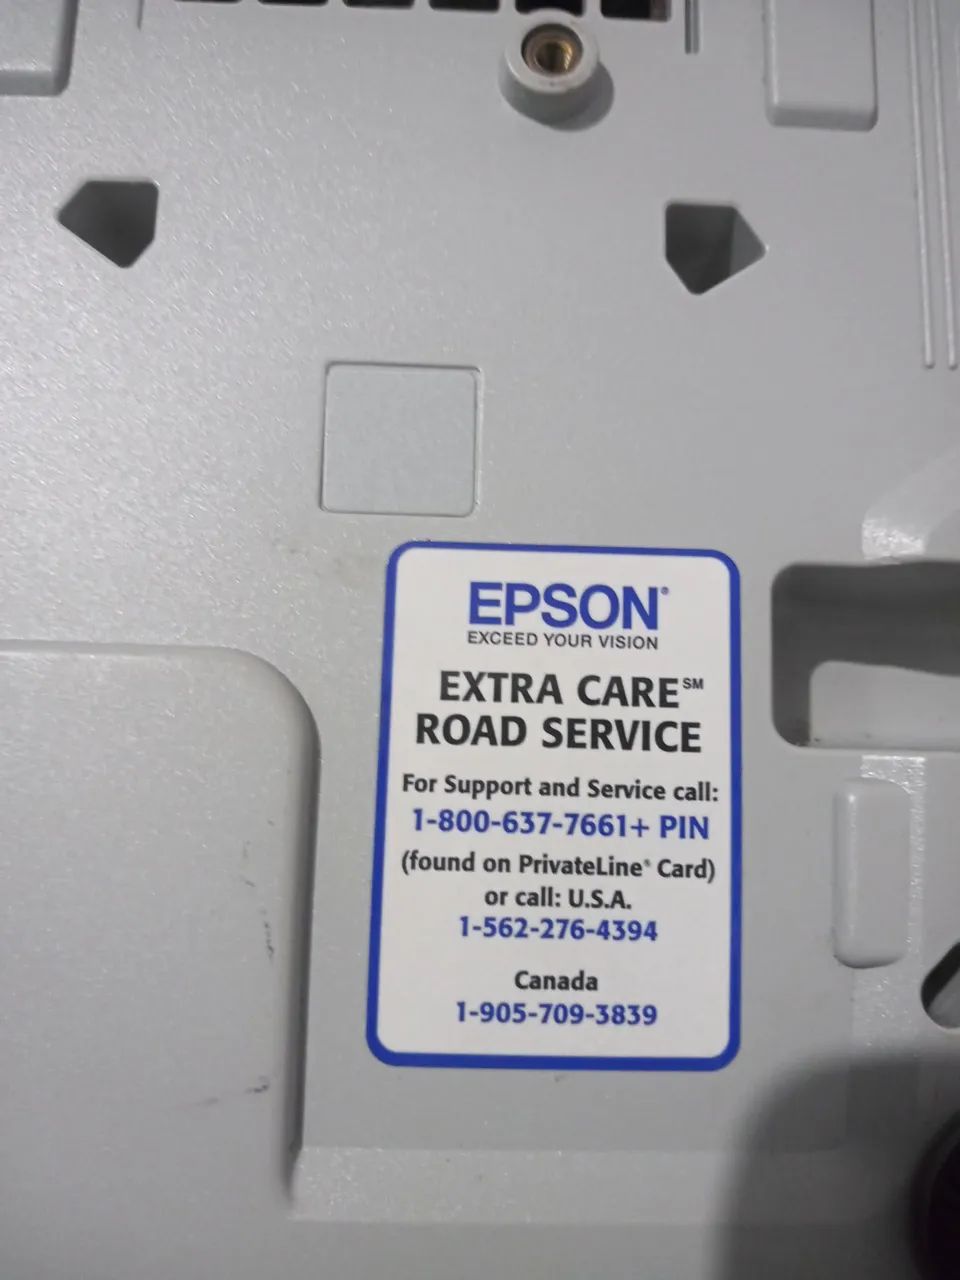 EPSON®
EXCEED YOUR VISION
EXTRA CARE℠
ROAD SERVICE
For Support and Service call:
1-800-637-7661+ PIN
(found on PrivateLine® Card)
or call: U.S.A.
1-562-276-4394
Canada
1-905-709-3839